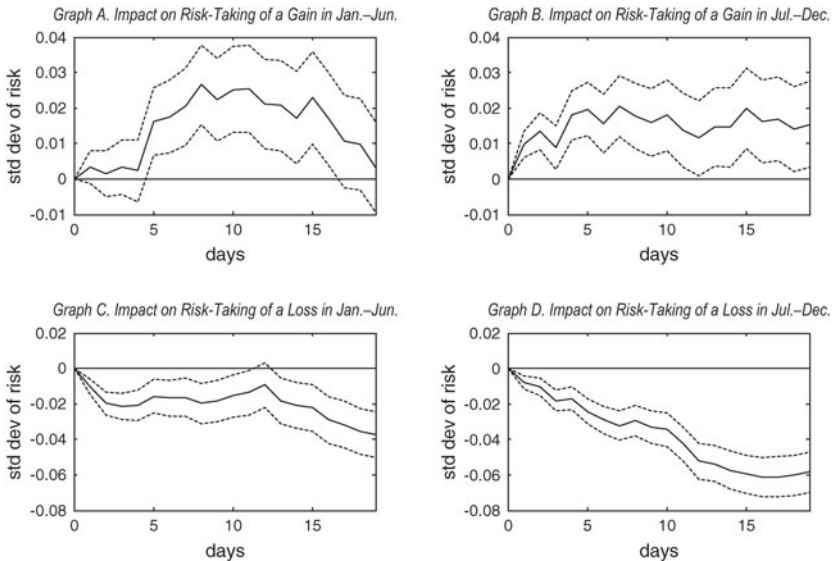 Graph A. Impact on Risk-Taking of a Gain in Jan.–Jun.
0.04
0.03
0.02
0.01
0
-0.01
std dev of risk
0 5 10 15
days
Graph B. Impact on Risk-Taking of a Gain in Jul.–Dec.
0.04
0.03
0.02
0.01
0
-0.01
std dev of risk
0 5 10 15
days
Graph C. Impact on Risk-Taking of a Loss in Jan.–Jun.
0.02
0
-0.02
-0.04
-0.06
-0.08
std dev of risk
0 5 10 15
days
Graph D. Impact on Risk-Taking of a Loss in Jul.–Dec.
0.02
0
-0.02
-0.04
-0.06
-0.08
std dev of risk
0 5 10 15
days